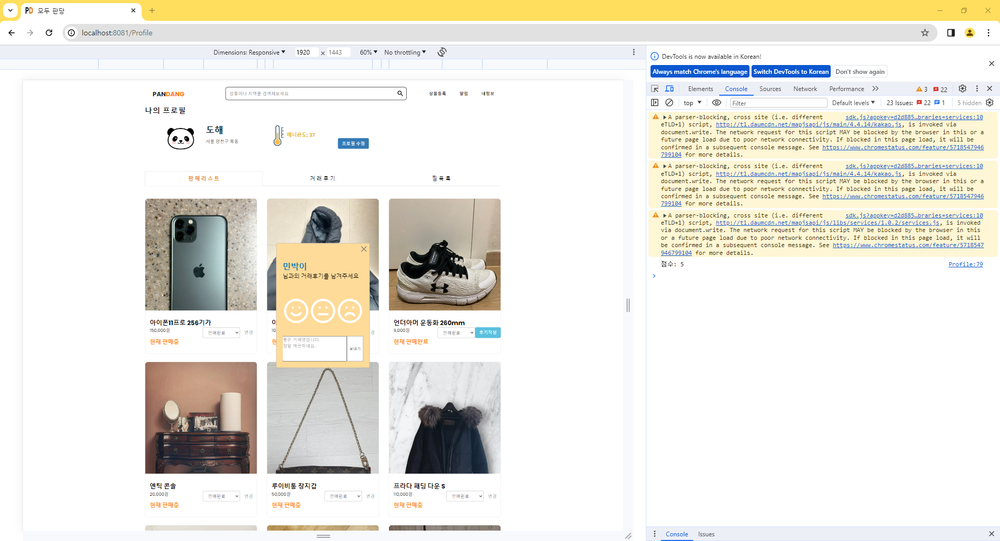 모두 판당
localhost:8081/Profile
Dimensions: Responsive
1920 × 1443
60%
No throttling
PANDANG
상품이나 지역을 검색해보세요
상품등록
알림
내정보
나의 프로필
도해
서울 양천구 목동
매너온도: 37
프로필 수정
판매리스트
거래후기
찜목록
민박이
님과의 거래후기를 남겨주세요
좋은 거래였습니다.
정말 깨끗하네요.
보내기
아이폰11프로 256기가
150,000원
판매완료
변경
현재 판매중
언더아머 운동화 260mm
9,000원
판매완료
후기작성
현재 판매완료
엔틱 콘솔
20,000원
판매완료
변경
현재 판매중
루이비통 장지갑
50,000원
판매완료
변경
현재 판매중
프라다 패딩 다운 S
110,000원
판매완료
변경
현재 판매중
DevTools is now available in Korean!
Always match Chrome's language
Switch DevTools to Korean
Don't show again
Elements
Console
Sources
Network
Performance
3
22
top
Filter
Default levels
23 Issues:
22
1
5 hidden
A parser-blocking, cross site (i.e. different sdk.js?appkey=d2d885…braries=services:10
eTLD+1) script, http://t1.daumcdn.net/mapjsapi/js/main/4.4.14/kakao.js, is invoked via
document.write. The network request for this script MAY be blocked by the browser in this or a
future page load due to poor network connectivity. If blocked in this page load, it will be
confirmed in a subsequent console message. See https://www.chromestatus.com/feature/5718547946
799104 for more details.
A parser-blocking, cross site (i.e. different sdk.js?appkey=d2d885…braries=services:10
eTLD+1) script, http://t1.daumcdn.net/mapjsapi/js/main/4.4.14/kakao.js, is invoked via
document.write. The network request for this script MAY be blocked by the browser in this or a
future page load due to poor network connectivity. If blocked in this page load, it will be
confirmed in a subsequent console message. See https://www.chromestatus.com/feature/5718547946
799104 for more details.
A parser-blocking, cross site (i.e. different sdk.js?appkey=d2d885…braries=services:10
eTLD+1) script, http://t1.daumcdn.net/mapjsapi/js/libs/services/1.0.2/services.js, is invoked
via document.write. The network request for this script MAY be blocked by the browser in this
or a future page load due to poor network connectivity. If blocked in this page load, it will
be confirmed in a subsequent console message. See https://www.chromestatus.com/feature/5718547
946799104 for more details.
점수: 5
Profile:79
Console
Issues